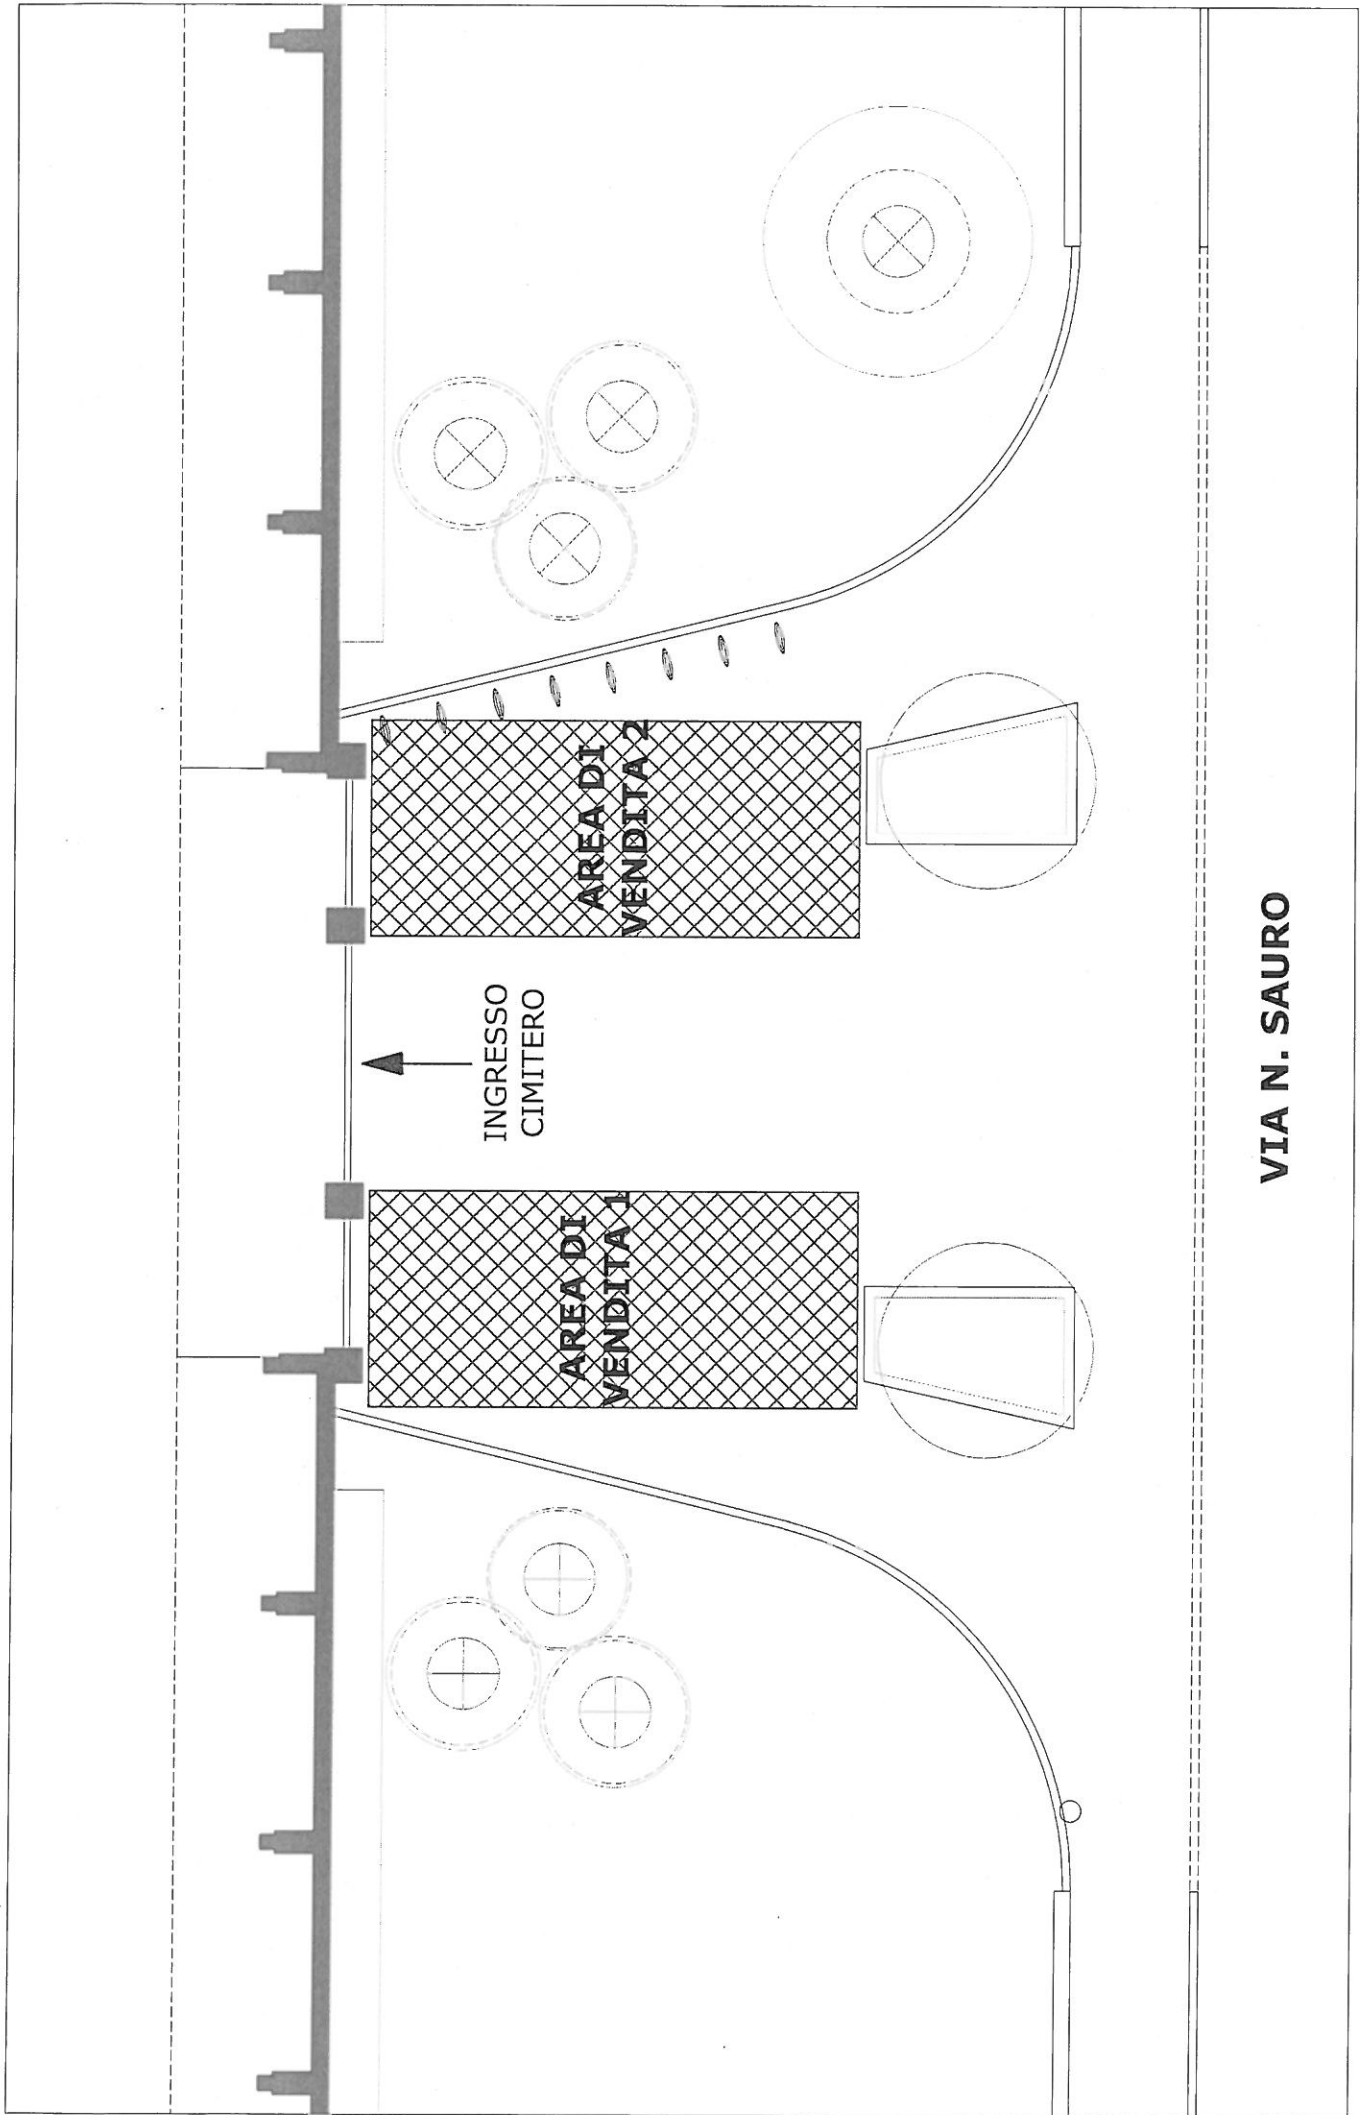 AREA DI
VENDITA 1
INGRESSO
CIMITERO
AREA DI
VENDITA 2
VIA N. SAURO